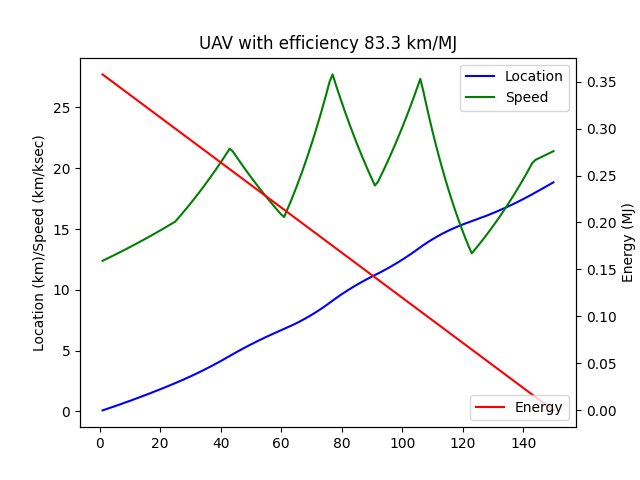 UAV with efficiency 83.3 km/MJ
Location
Speed
Energy
Location (km)/Speed (km/ksec)
Energy (MJ)
25
20
15
10
5
0
0.35
0.30
0.25
0.20
0.15
0.10
0.05
0.00
0 20 40 60 80 100 120 140